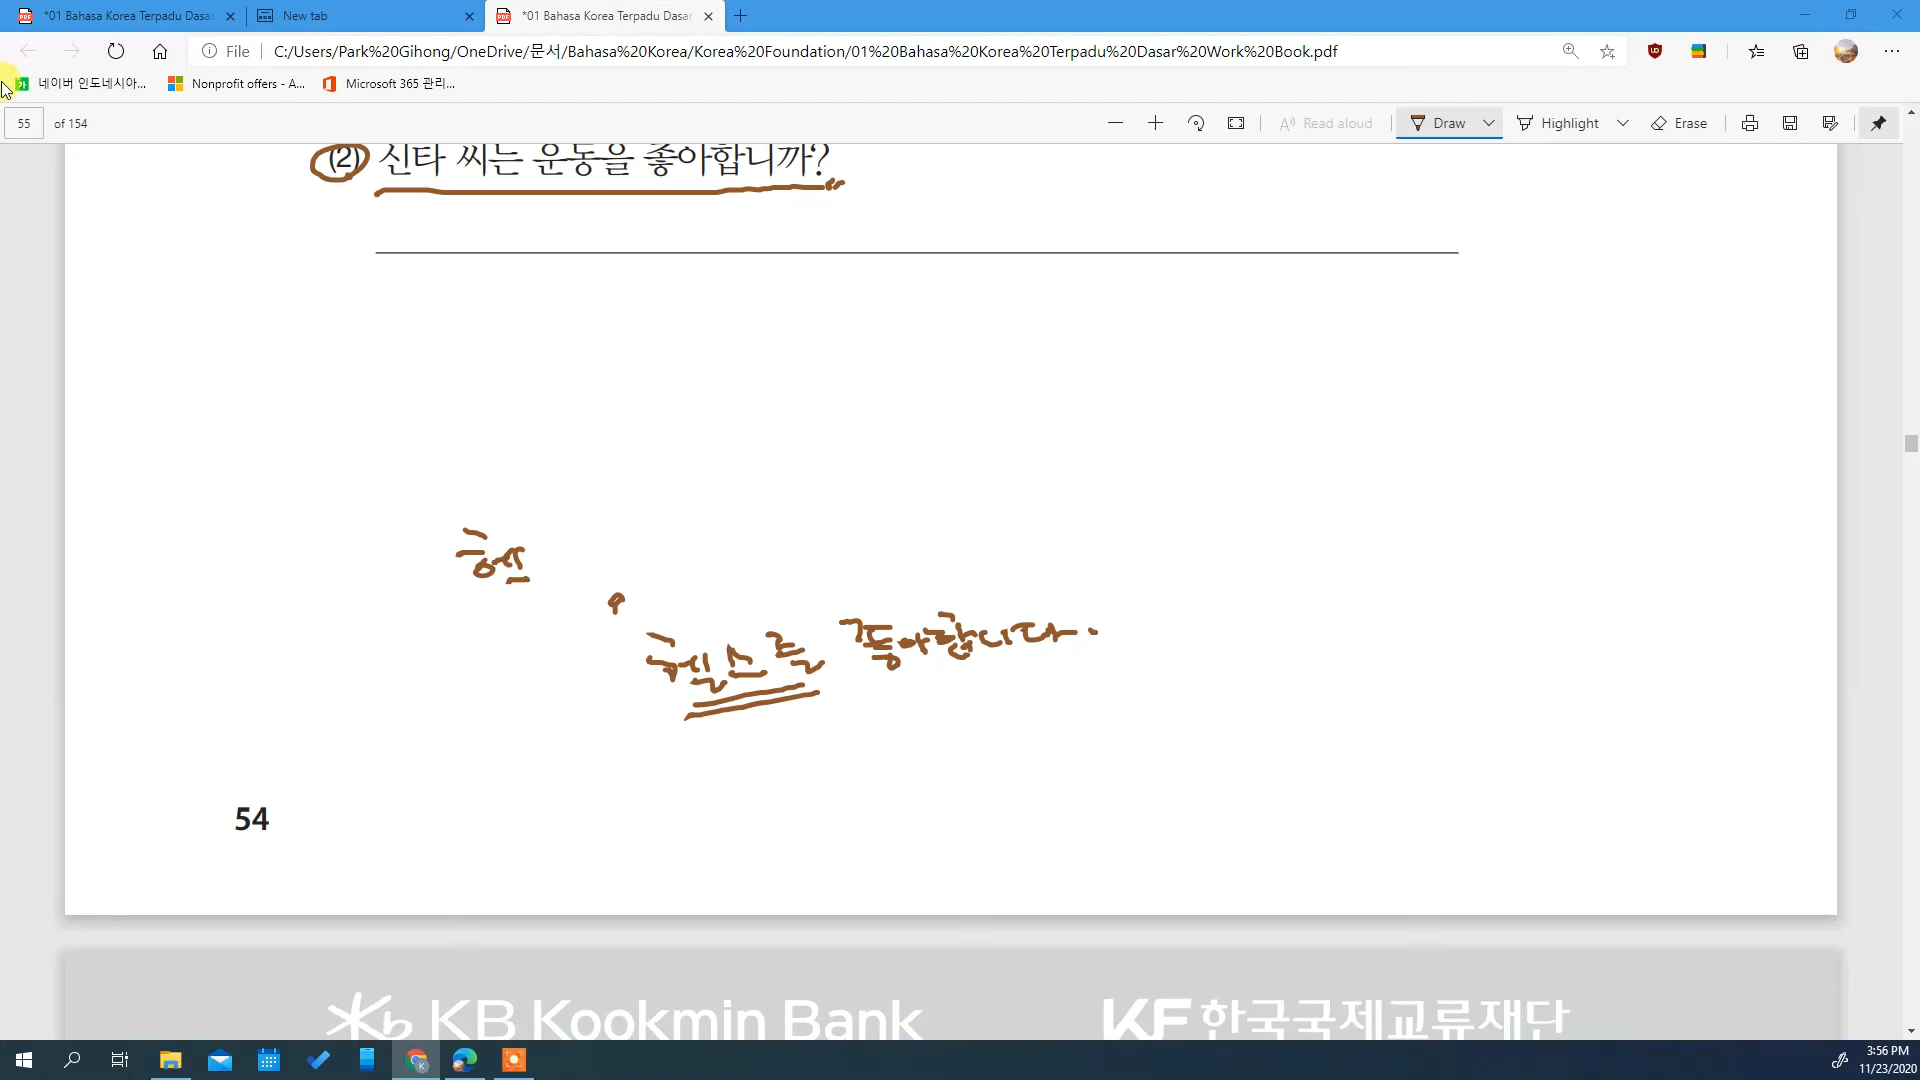 *01 Bahasa Korea Terpadu Dasar
New tab
*01 Bahasa Korea Terpadu Dasar
File
C:/Users/Park%20Gihong/OneDrive/문서/Bahasa%20Korea/Korea%20Foundation/01%20Bahasa%20Korea%20Terpadu%20Dasar%20Work%20Book.pdf
네이버 인도네시아...
Nonprofit offers - A...
Microsoft 365 관리...
55
of 154
Read aloud
Draw
Highlight
Erase
(2) 신타 씨는 운동을 좋아합니까?
좋아합니다.
54
KB Kookmin Bank
KF 한국국제교류재단
3:56 PM
11/23/2020